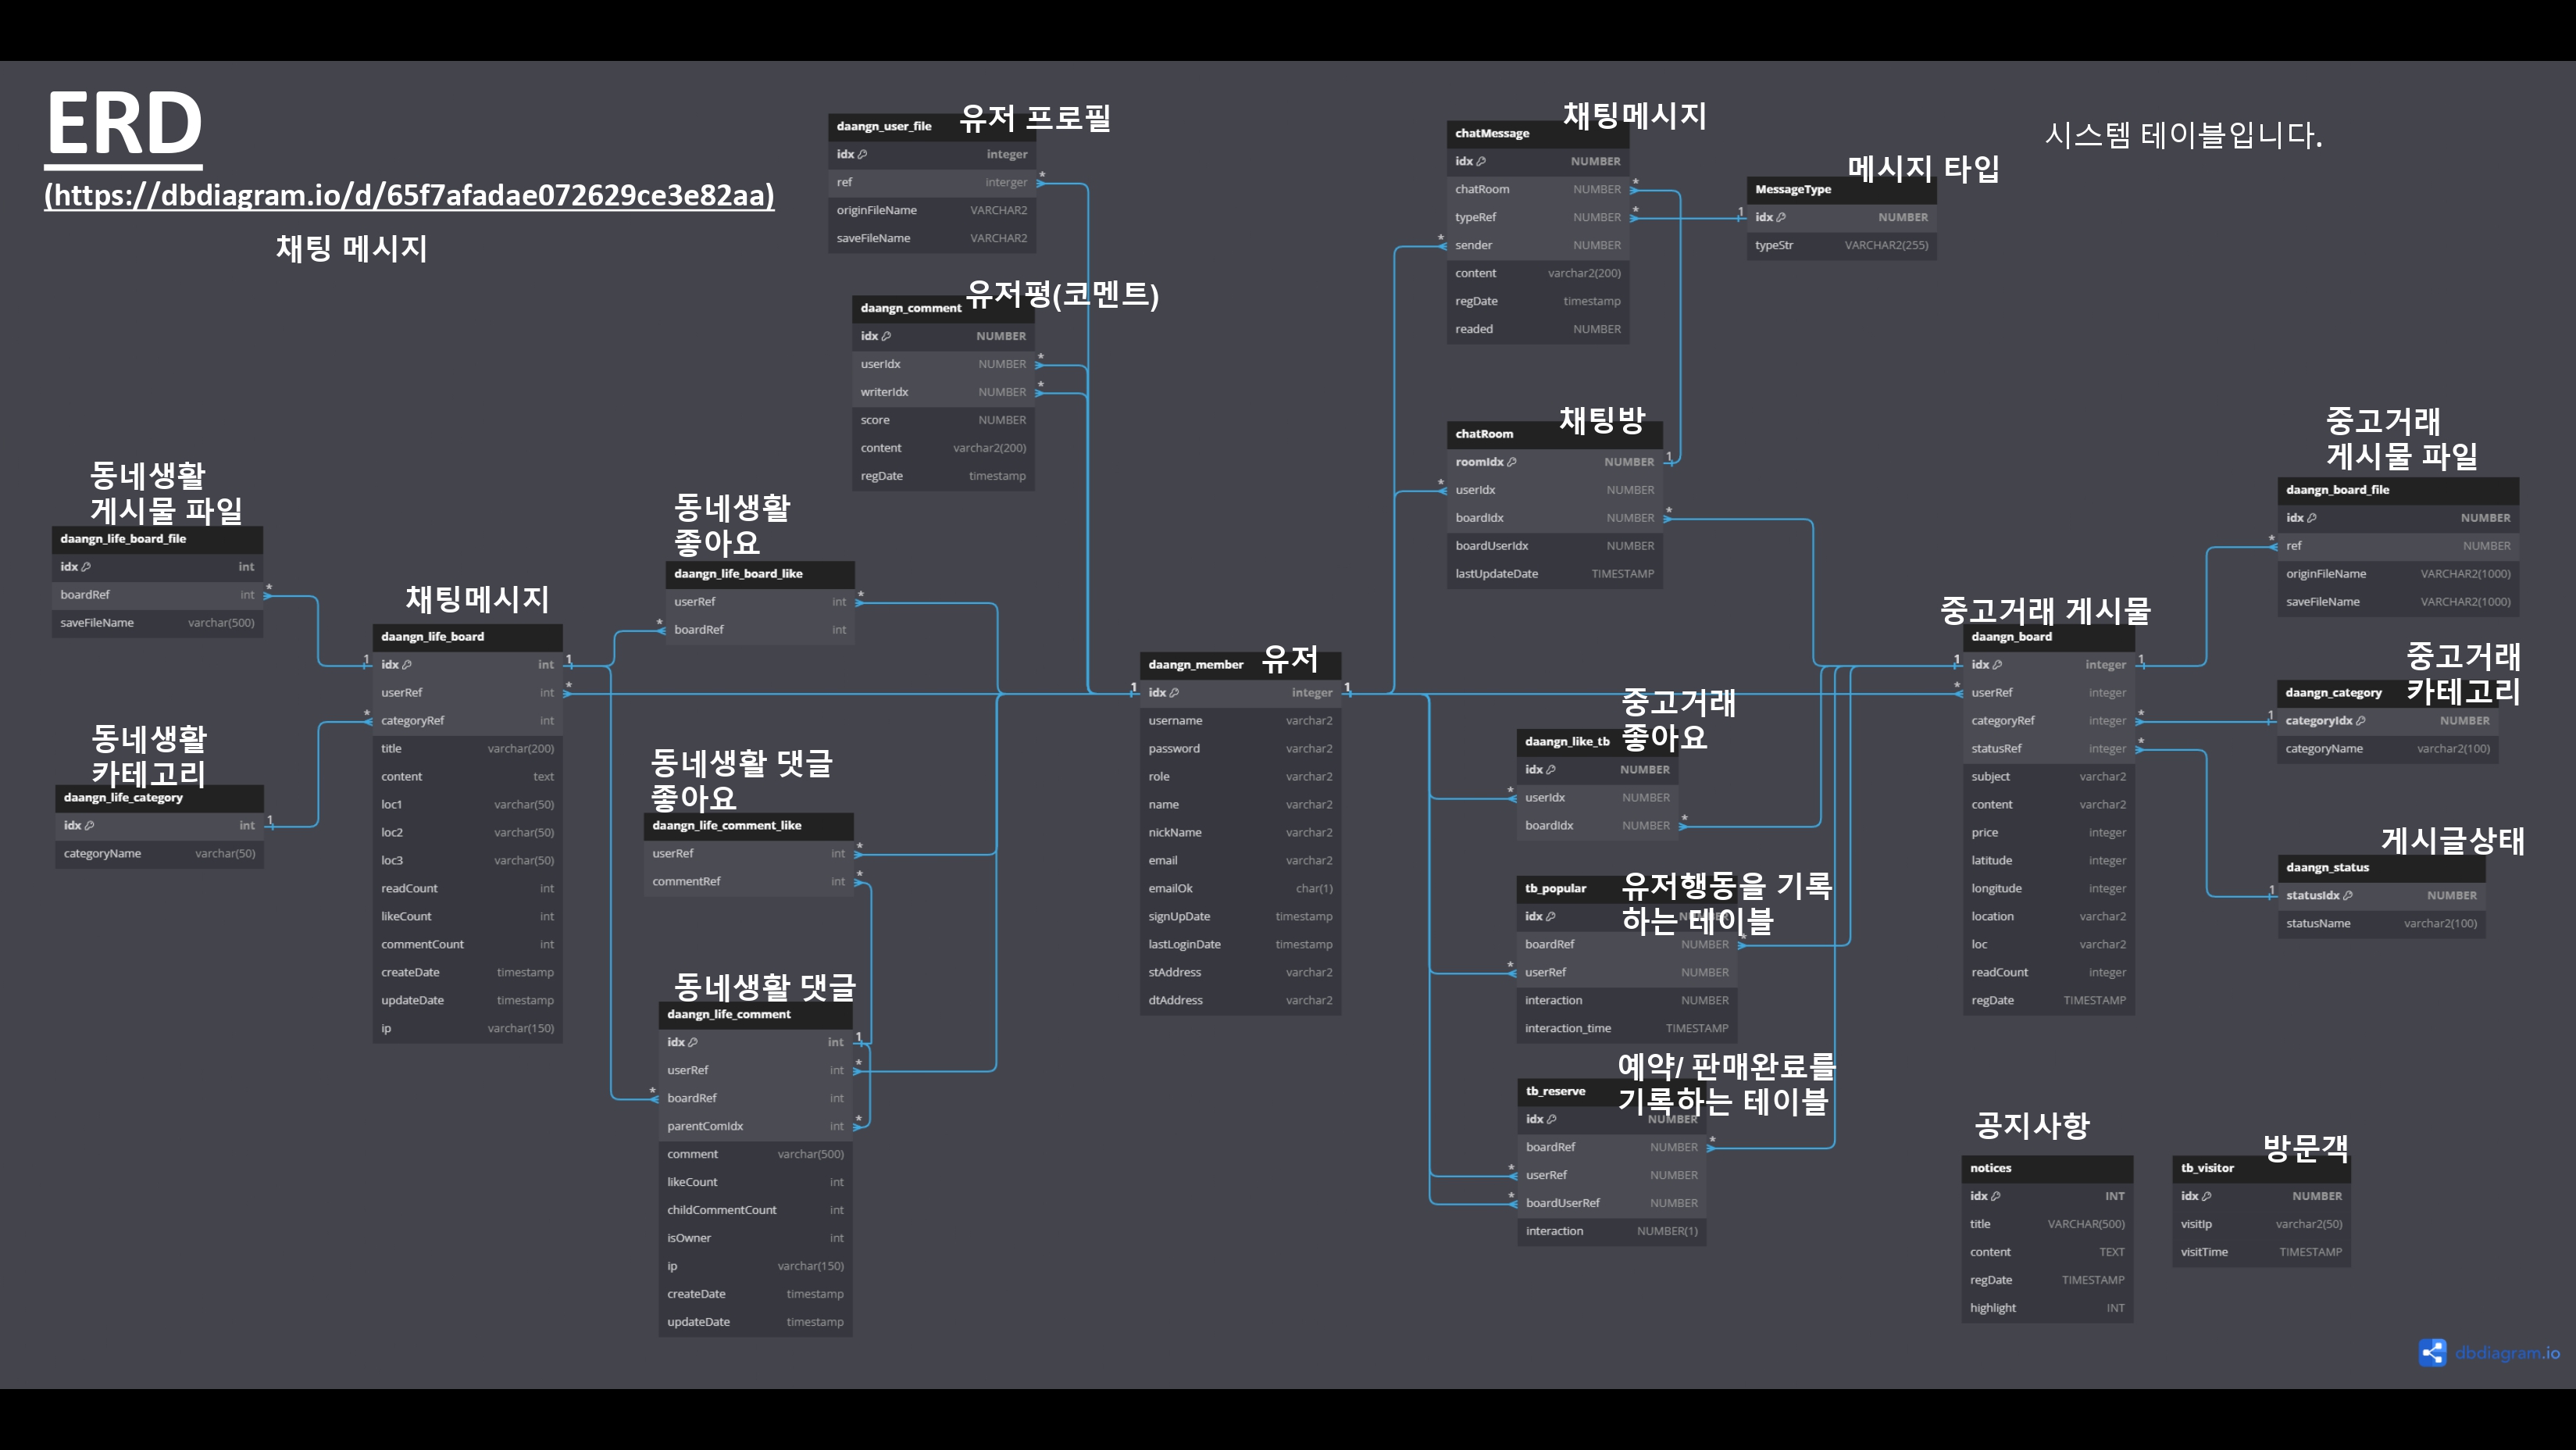 ERD
(https://dbdiagram.io/d/65f7afadae072629ce3e82aa)
채팅 메시지
시스템 테이블입니다.
유저 프로필
daangn_user_file
idx integer
ref interger
originFileName VARCHAR2
saveFileName VARCHAR2
유저평(코멘트)
daangn_comment
idx NUMBER
userIdx NUMBER
writerIdx NUMBER
score NUMBER
content varchar2(200)
regDate timestamp
동네생활
게시물 파일
daangn_life_board_file
idx int
boardRef int
saveFileName varchar(500)
동네생활
카테고리
daangn_life_category
idx int
categoryName varchar(50)
채팅메시지
daangn_life_board
idx int
userRef int
categoryRef int
title varchar(200)
content text
loc1 varchar(50)
loc2 varchar(50)
loc3 varchar(50)
readCount int
likeCount int
commentCount int
createDate timestamp
updateDate timestamp
ip varchar(150)
동네생활
좋아요
daangn_life_board_like
userRef int
boardRef int
동네생활 댓글
좋아요
daangn_life_comment_like
userRef int
commentRef int
동네생활 댓글
daangn_life_comment
idx int
userRef int
boardRef int
parentComIdx int
comment varchar(500)
likeCount int
childCommentCount int
isOwner int
ip varchar(150)
createDate timestamp
updateDate timestamp
유저
daangn_member
idx integer
username varchar2
password varchar2
role varchar2
name varchar2
nickName varchar2
email varchar2
emailOk char(1)
signUpDate timestamp
lastLoginDate timestamp
stAddress varchar2
dtAddress varchar2
채팅메시지
chatMessage
idx NUMBER
chatRoom NUMBER
typeRef NUMBER
sender NUMBER
content varchar2(200)
regDate timestamp
readed NUMBER
메시지 타입
MessageType
idx NUMBER
typeStr VARCHAR2(255)
채팅방
chatRoom
roomIdx NUMBER
userIdx NUMBER
boardIdx NUMBER
boardUserIdx NUMBER
lastUpdateDate TIMESTAMP
중고거래
좋아요
daangn_like_tb
idx NUMBER
userIdx NUMBER
boardIdx NUMBER
유저행동을 기록
하는 테이블
tb_popular
idx NUMBER
boardRef NUMBER
userRef NUMBER
interaction NUMBER
interaction_time TIMESTAMP
예약/ 판매완료를
기록하는 테이블
tb_reserve
idx NUMBER
boardRef NUMBER
userRef NUMBER
boardUserRef NUMBER
interaction NUMBER(1)
중고거래 게시물
daangn_board
idx integer
userRef integer
categoryRef integer
statusRef integer
subject varchar2
content varchar2
price integer
latitude integer
longitude integer
location varchar2
loc varchar2
readCount integer
regDate TIMESTAMP
중고거래
게시물 파일
daangn_board_file
idx NUMBER
ref NUMBER
originFileName VARCHAR2(1000)
saveFileName VARCHAR2(1000)
중고거래
카테고리
daangn_category
categoryIdx NUMBER
categoryName varchar2(100)
게시글상태
daangn_status
statusIdx NUMBER
statusName varchar2(100)
공지사항
notices
idx INT
title VARCHAR(500)
content TEXT
regDate TIMESTAMP
highlight INT
방문객
tb_visitor
idx NUMBER
visitIp varchar2(50)
visitTime TIMESTAMP
dbdiagram.io